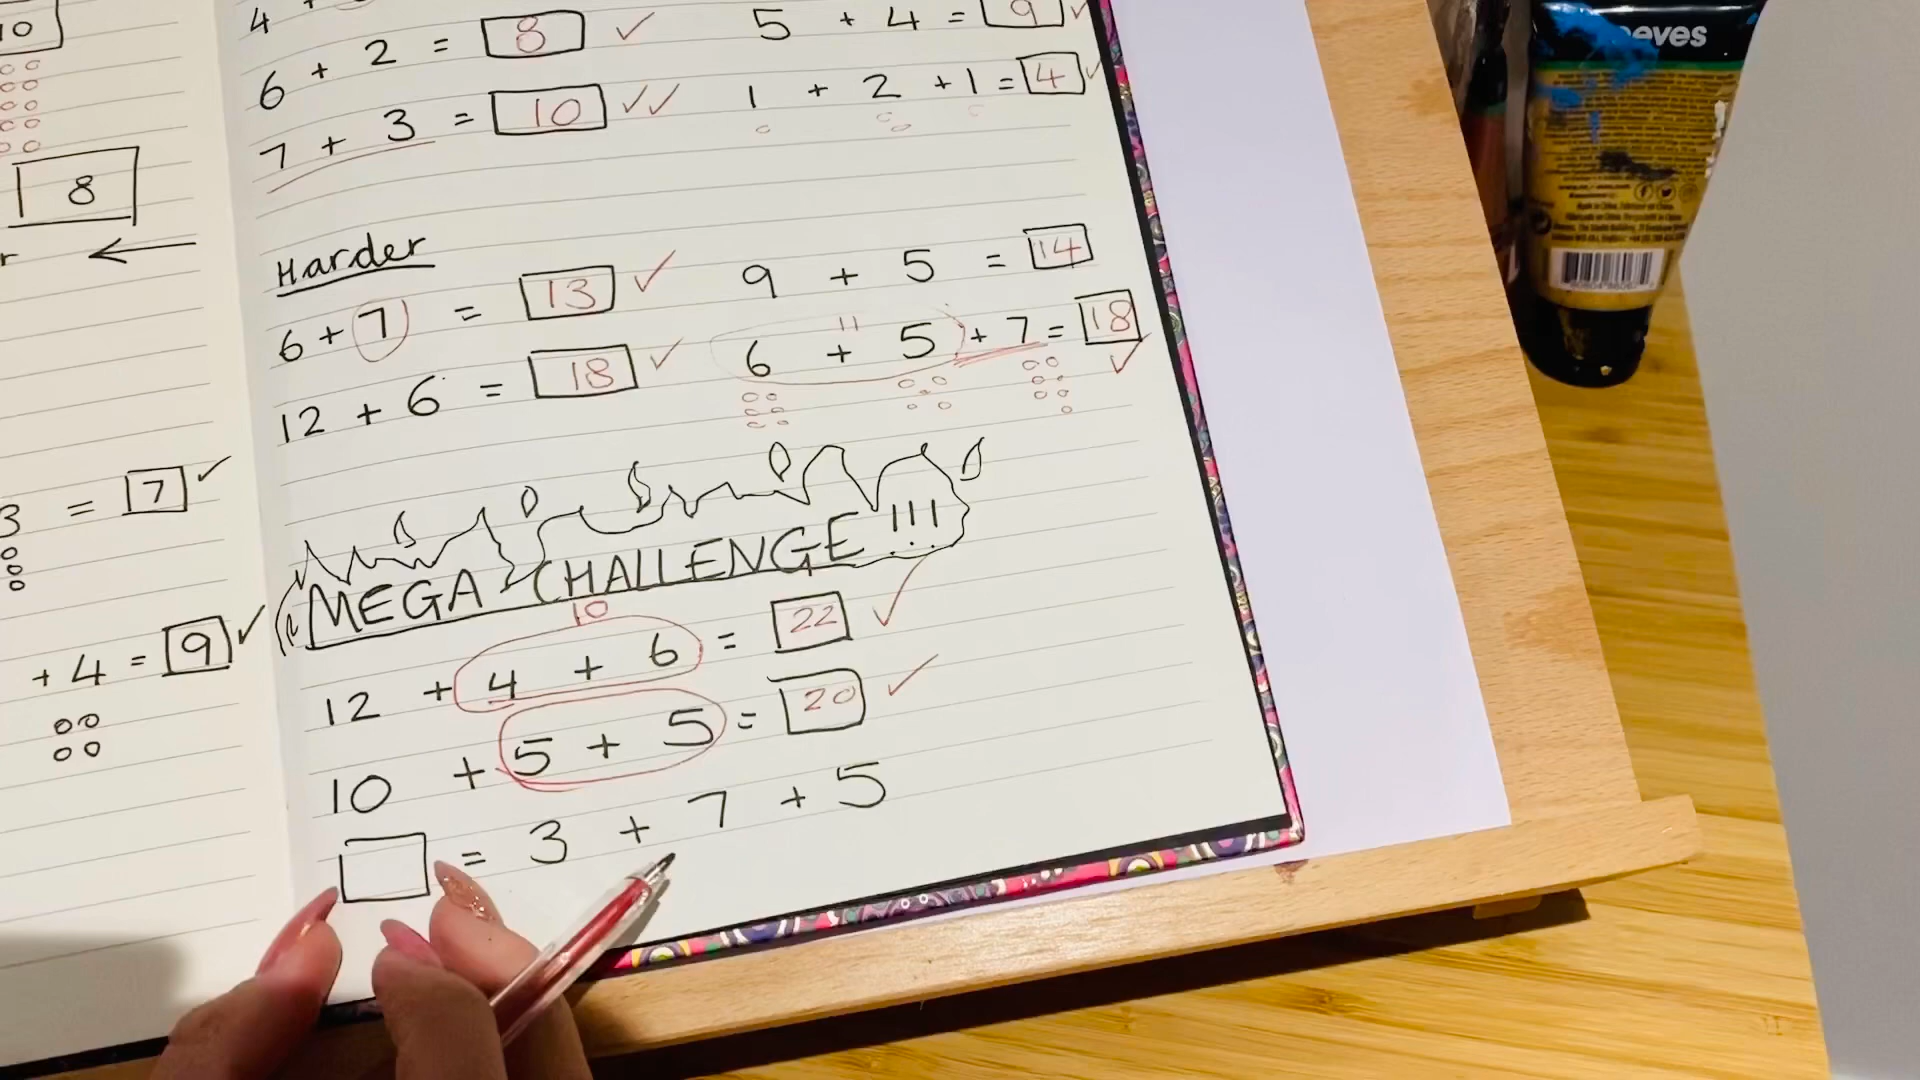 10
8
3 = 7 ✓
+ 4 = 9 ✓
6 + 2 = 8 ✓
7 + 3 = 10 ✓✓
5 + 4 = 9 ✓
1 + 2 + 1 = 4 ✓
Harder
6 + 7 = 13 ✓
12 + 6 = 18 ✓
9 + 5 = 14
11
6 + 5 + 7 = 18 ✓
MEGA CHALLENGE !!!
10
12 + 4 + 6 = 22 ✓
10 + 5 + 5 = 20 ✓
= 3 + 7 + 5
eeves